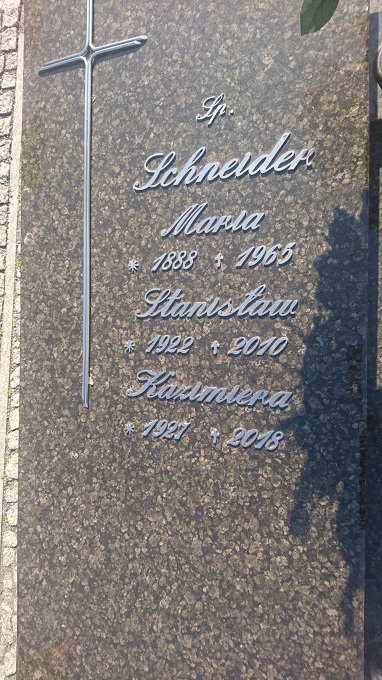 Śp.
Schneider
Maria
* 1888 † 1965
Stanisław
* 1922 † 2010
Kazimiera
* 1927 † 2018